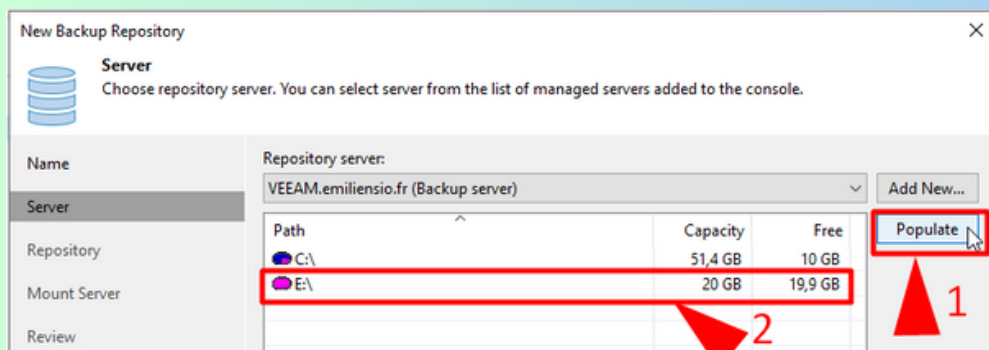 New Backup Repository
Server
Choose repository server. You can select server from the list of managed servers added to the console.
Name
Server
Repository
Mount Server
Review
Repository server:
VEEAM.emiliensio.fr (Backup server)
Add New...
Populate
Path Capacity Free
C:\ 51,4 GB 10 GB
E:\ 20 GB 19,9 GB
1
2